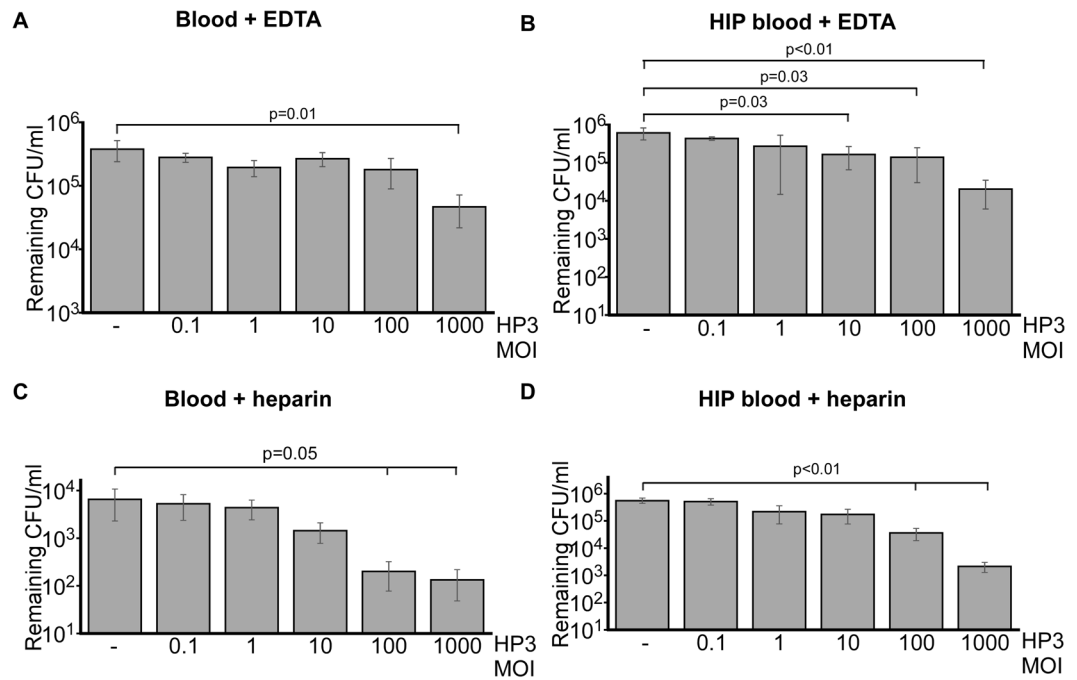 A
Blood + EDTA
p=0.01
Remaining CFU/ml
10^6
10^5
10^4
10^3
- 0.1 1 10 100 1000 HP3
MOI
B
HIP blood + EDTA
p<0.01
p=0.03
p=0.03
Remaining CFU/ml
10^6
10^5
10^4
10^3
10^2
10^1
- 0.1 1 10 100 1000 HP3
MOI
C
Blood + heparin
p=0.05
Remaining CFU/ml
10^4
10^3
10^2
10^1
- 0.1 1 10 100 1000 HP3
MOI
D
HIP blood + heparin
p<0.01
Remaining CFU/ml
10^6
10^5
10^4
10^3
10^2
10^1
- 0.1 1 10 100 1000 HP3
MOI